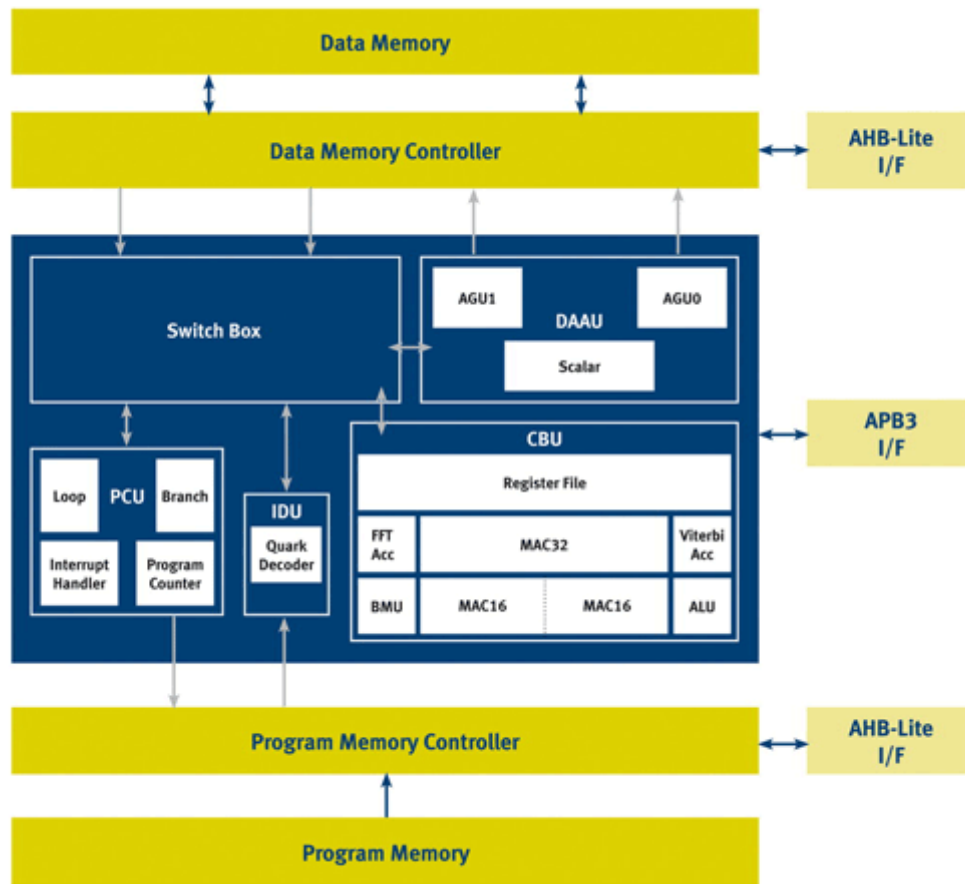 Data Memory
Data Memory Controller
AHB-Lite
I/F
Switch Box
AGU1
AGU0
DAAU
Scalar
APB3
I/F
CBU
Register File
FFT
Acc
MAC32
Viterbi
Acc
BMU
MAC16
MAC16
ALU
Loop
PCU
Branch
Interrupt
Handler
Program
Counter
IDU
Quark
Decoder
Program Memory Controller
AHB-Lite
I/F
Program Memory